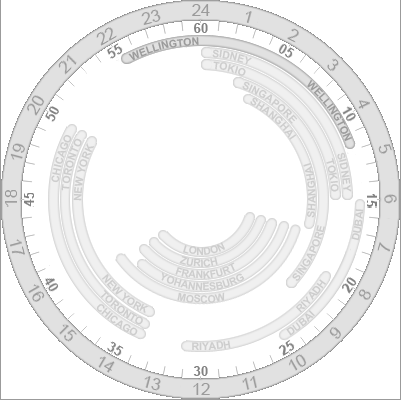 24
1
2
3
4
5
6
7
8
9
10
11
12
13
14
15
16
17
18
19
20
21
22
23
60
05
10
15
20
25
30
35
40
45
50
55
WELLINGTON
WELLINGTON
SIDNEY
SIDNEY
TOKIO
TOKIO
SINGAPORE
SINGAPORE
SHANGHAI
SHANGHAI
DUBAI
DUBAI
RIYADH
RIYADH
MOSCOW
YOHANNESBURG
FRANKFURT
ZURICH
LONDON
NEW YORK
NEW YORK
TORONTO
TORONTO
CHICAGO
CHICAGO